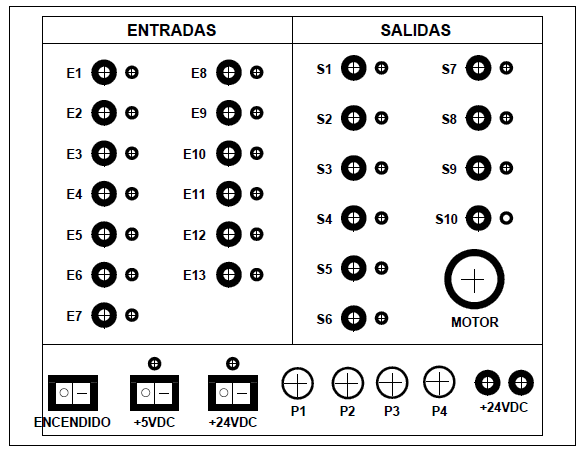 ENTRADAS
SALIDAS
E1
E8
E2
E9
E3
E10
E4
E11
E5
E12
E6
E13
E7
S1
S7
S2
S8
S3
S9
S4
S10
S5
S6
MOTOR
ENCENDIDO
+5VDC
+24VDC
P1
P2
P3
P4
+24VDC